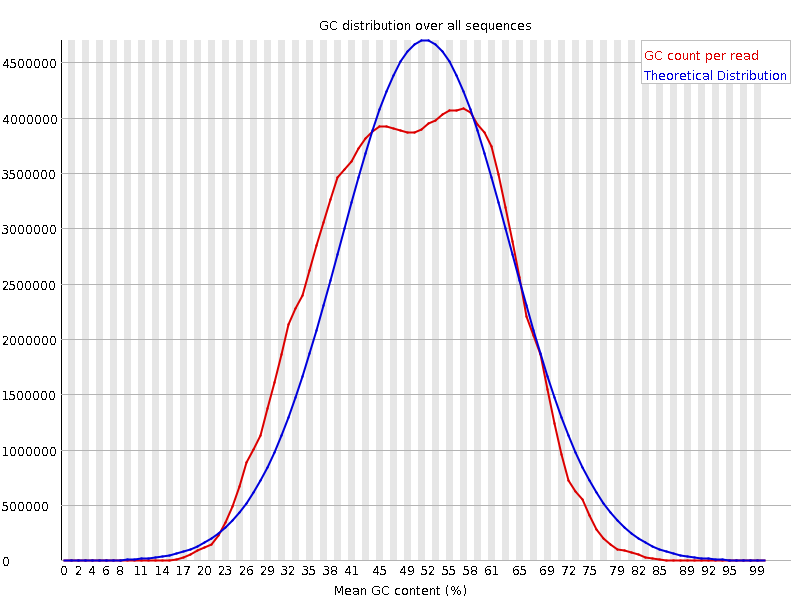 GC distribution over all sequences
GC count per read
Theoretical Distribution
4500000
4000000
3500000
3000000
2500000
2000000
1500000
1000000
500000
0
0 2 4 6 8 11 14 17 20 23 26 29 32 35 38 41 45 49 52 55 58 61 65 69 72 75 79 82 85 89 92 95 99
Mean GC content (%)